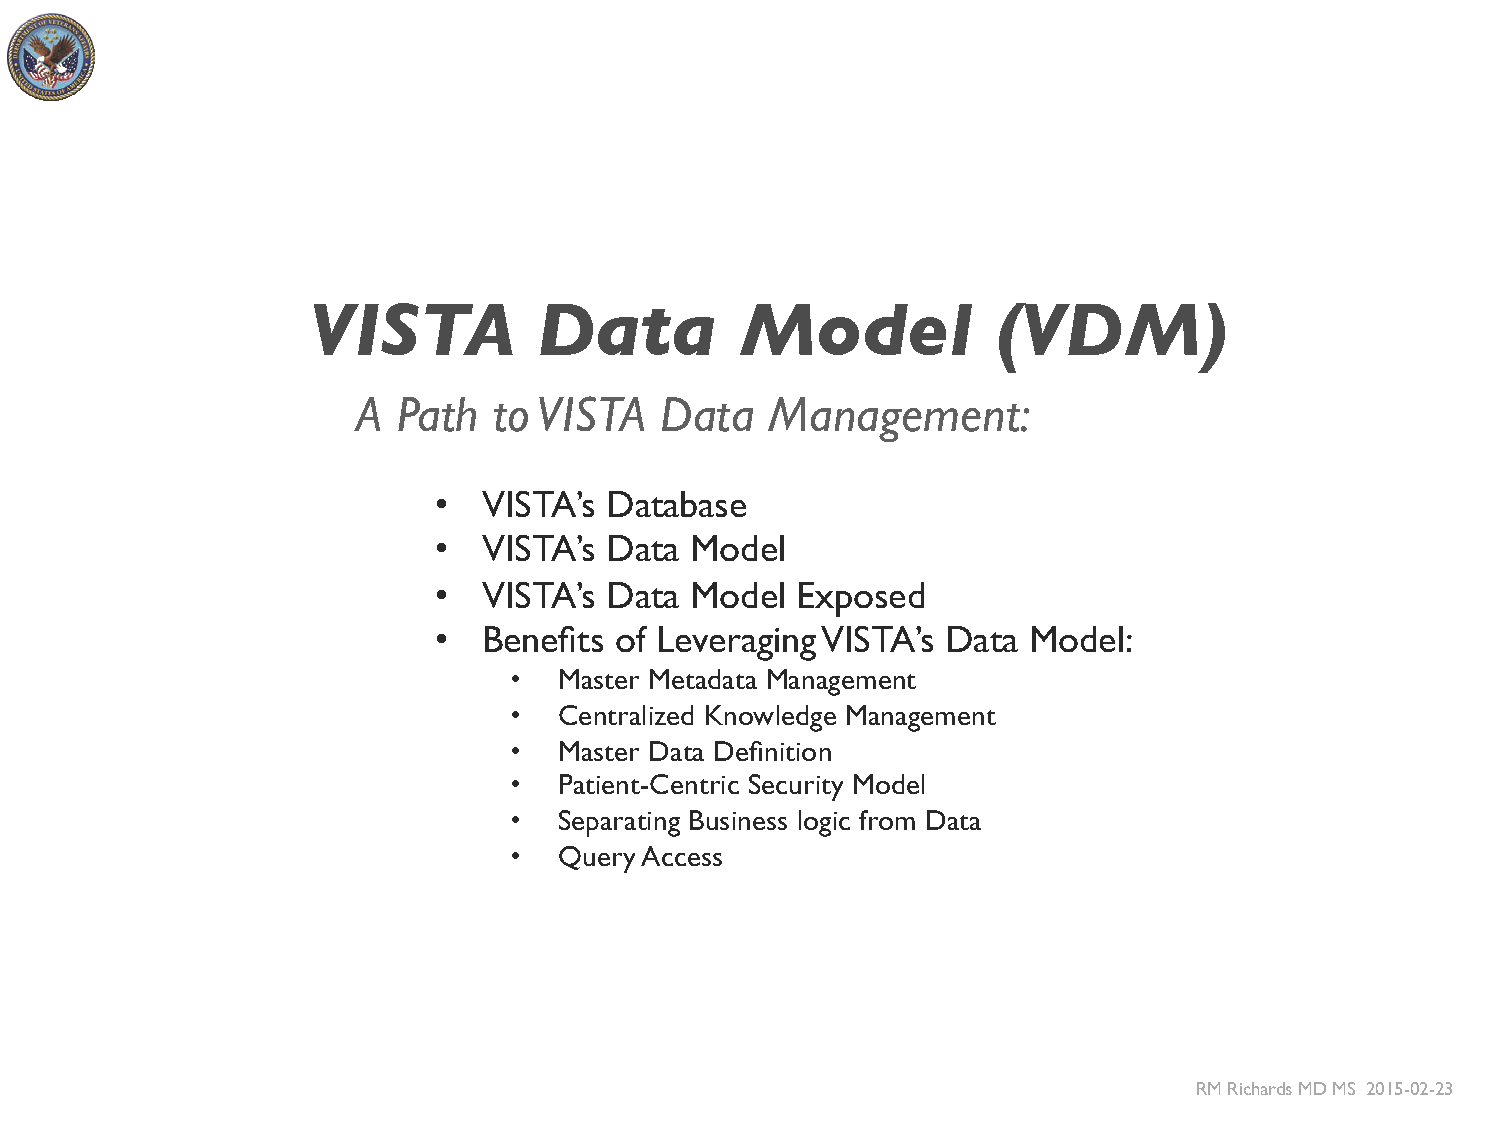 VISTA Data Model (VDM)
A Path to VISTA Data Management:
• VISTA’s Database
• VISTA’s Data Model
• VISTA’s Data Model Exposed
• Benefits of Leveraging VISTA’s Data Model:
• Master Metadata Management
• Centralized Knowledge Management
• Master Data Definition
• Patient-Centric Security Model
• Separating Business logic from Data
• Query Access
RM Richards MD MS 2015-02-23